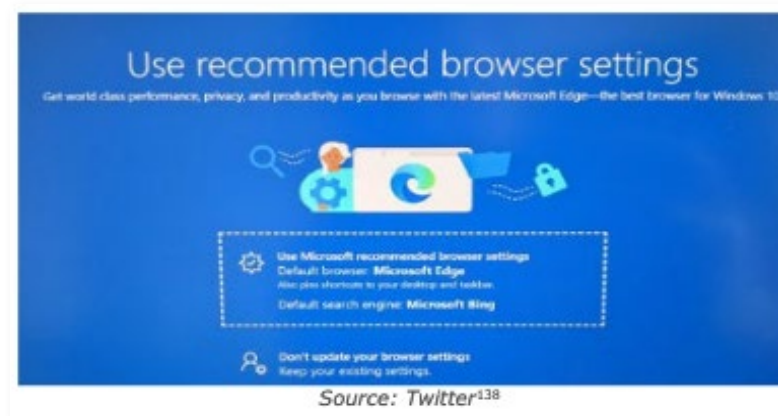 Use recommended browser settings
Get world class performance, privacy, and productivity as you browse with the latest Microsoft Edge—the best browser for Windows 10
Use Microsoft recommended browser settings
Default browser: Microsoft Edge
Also pins shortcuts to your desktop and taskbar.
Default search engine: Microsoft Bing
Don't update your browser settings
Keep your existing settings.
Source: Twitter¹³⁸